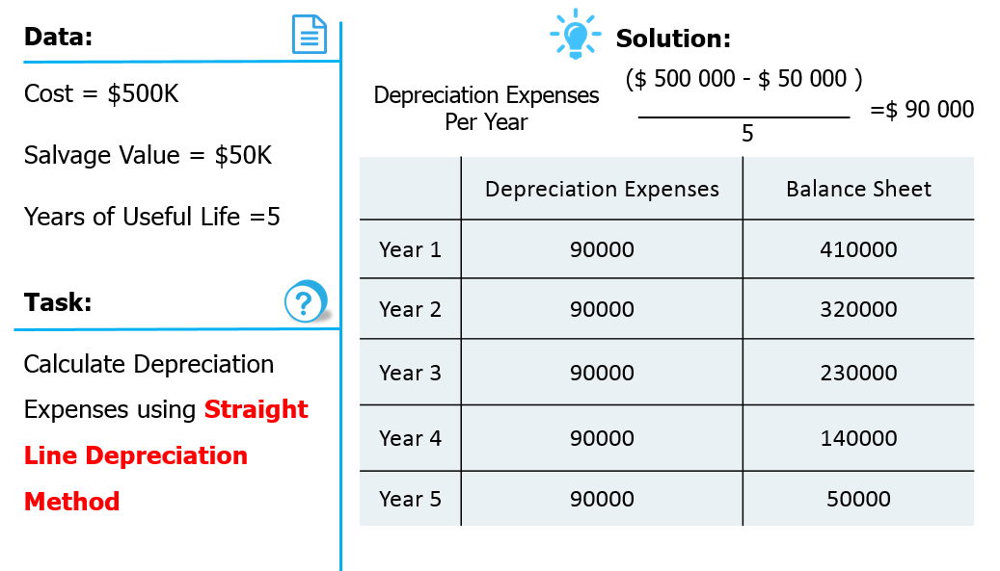 Data:
Cost = $500K
Salvage Value = $50K
Years of Useful Life =5
Task:
?
Calculate Depreciation
Expenses using Straight
Line Depreciation
Method
Solution:
Depreciation Expenses
Per Year
($ 500 000 - $ 50 000 )
5
=$ 90 000
Depreciation Expenses Balance Sheet
Year 1 90000 410000
Year 2 90000 320000
Year 3 90000 230000
Year 4 90000 140000
Year 5 90000 50000